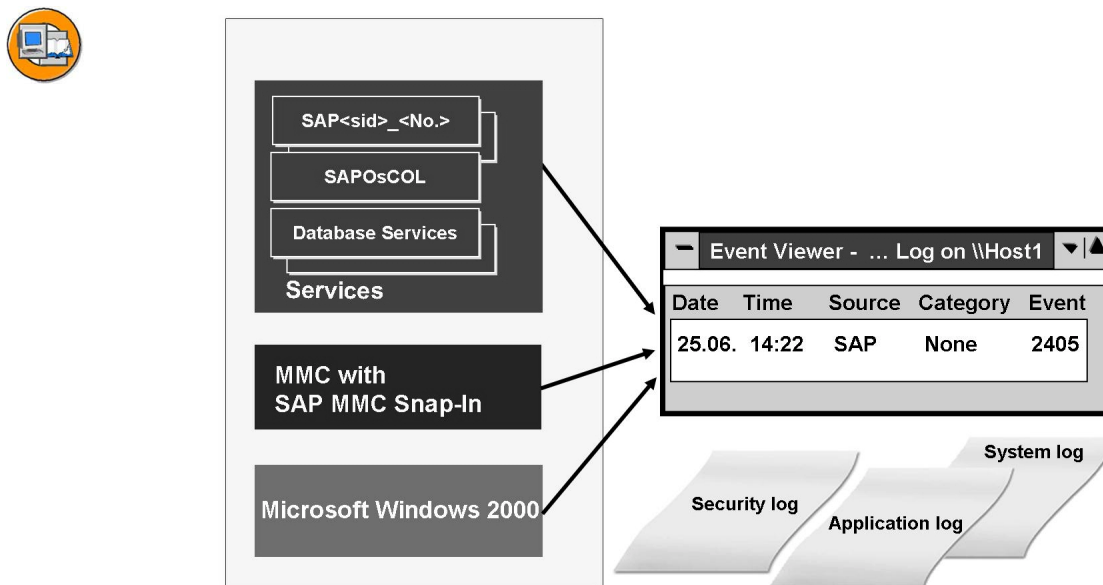 SAP<sid>_<No.>
SAPOsCOL
Database Services
Services
MMC with
SAP MMC Snap-In
Microsoft Windows 2000
Event Viewer - ... Log on \\Host1
Date Time Source Category Event
25.06. 14:22 SAP None 2405
System log
Security log
Application log